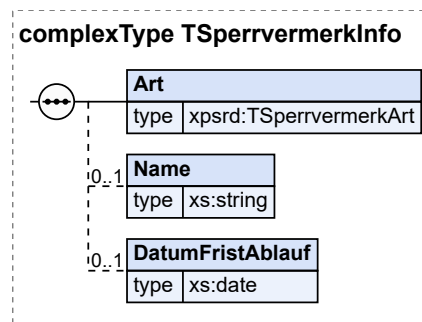 complexType TSperrvermerkInfo
Art
type xpsrd:TSperrvermerkArt
0..1 Name
type xs:string
0..1 DatumFristAblauf
type xs:date